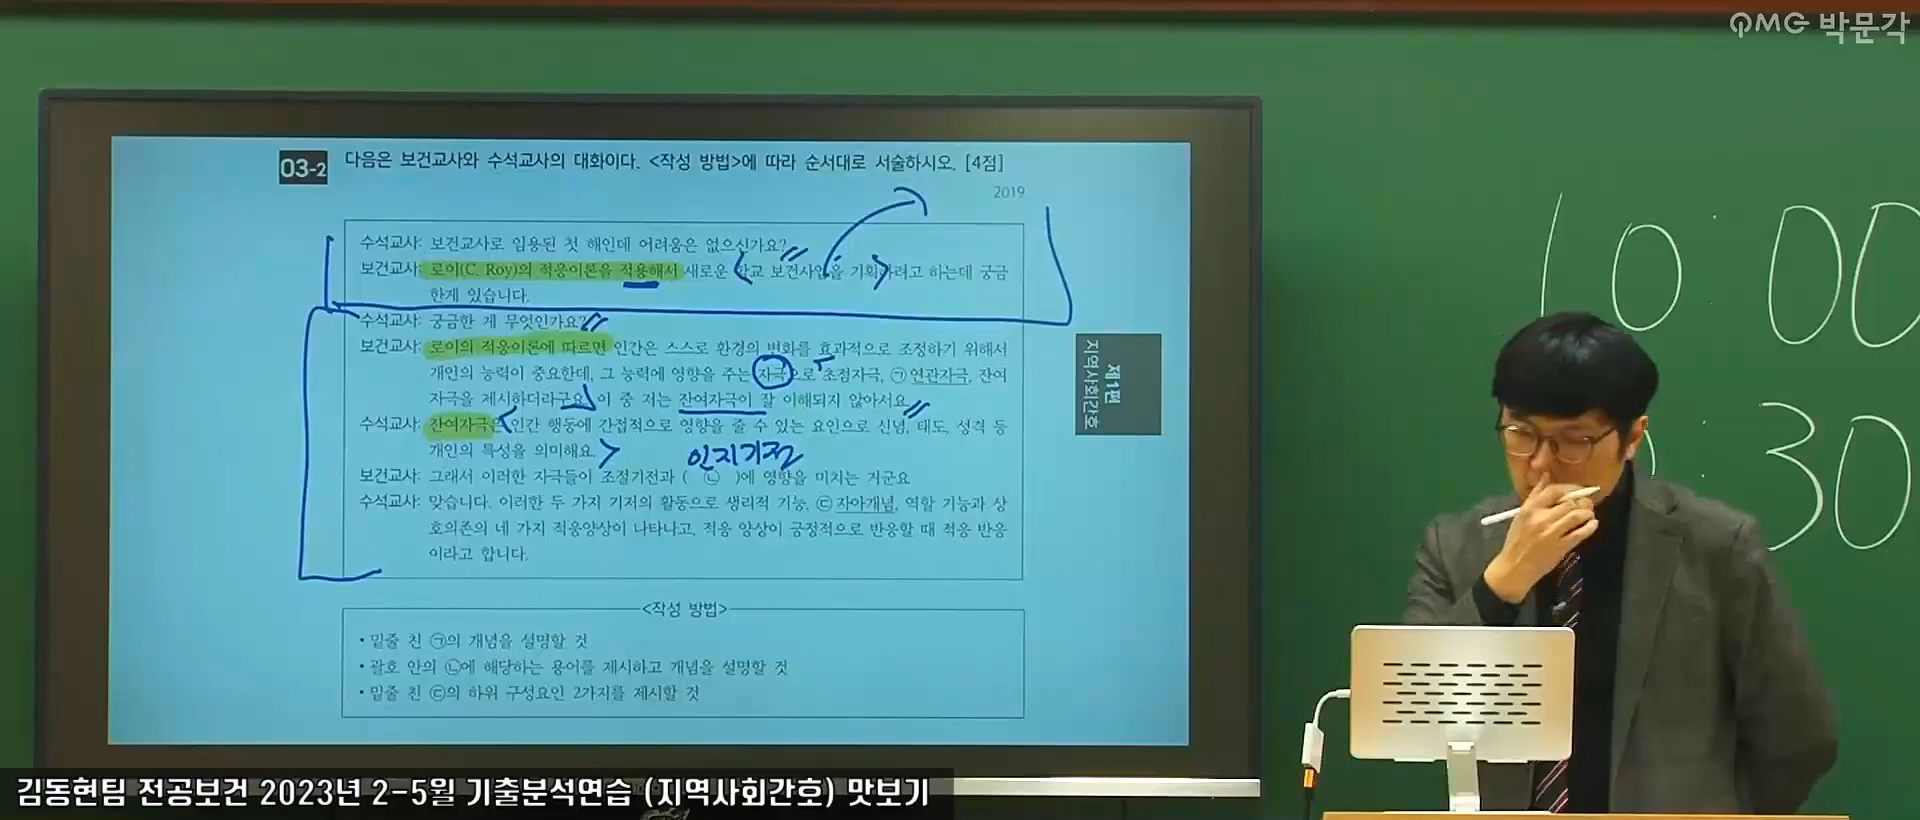 PMG 박문각
03-2 다음은 보건교사와 수석교사의 대화이다. <작성 방법>에 따라 순서대로 서술하시오. [4점]
2019
수석교사: 보건교사로 임용된 첫 해인데 어려움은 없으신가요?
보건교사: 로이(C. Roy)의 적응이론을 적용해서 새로운 학교 보건사업을 기획하려고 하는데 궁금
한게 있습니다.
수석교사: 궁금한 게 무엇인가요?
보건교사: 로이의 적응이론에 따르면 인간은 스스로 환경의 변화를 효과적으로 조정하기 위해서
개인의 능력이 중요한데, 그 능력에 영향을 주는 자극으로 초점자극, ㉠ 연관자극, 잔여
자극을 제시하더라구요. 이 중 저는 잔여자극이 잘 이해되지 않아서요.
수석교사: 잔여자극은 인간 행동에 간접적으로 영향을 줄 수 있는 요인으로 신념, 태도, 성격 등
개인의 특성을 의미해요.
인지기전
보건교사: 그래서 이러한 자극들이 조절기전과 ( ㉡ )에 영향을 미치는 거군요
수석교사: 맞습니다. 이러한 두 가지 기저의 활동으로 생리적 기능, ㉢ 자아개념, 역할 기능과 상
호의존의 네 가지 적응양상이 나타나고, 적응 양상이 긍정적으로 반응할 때 적응 반응
이라고 합니다.
<작성 방법>
• 밑줄 친 ㉠의 개념을 설명할 것
• 괄호 안의 ㉡에 해당하는 용어를 제시하고 개념을 설명할 것
• 밑줄 친 ㉢의 하위 구성요인 2가지를 제시할 것
제1편
지역사회간호
10:00
30
김동현팀 전공보건 2023년 2-5월 기출분석연습 (지역사회간호) 맛보기